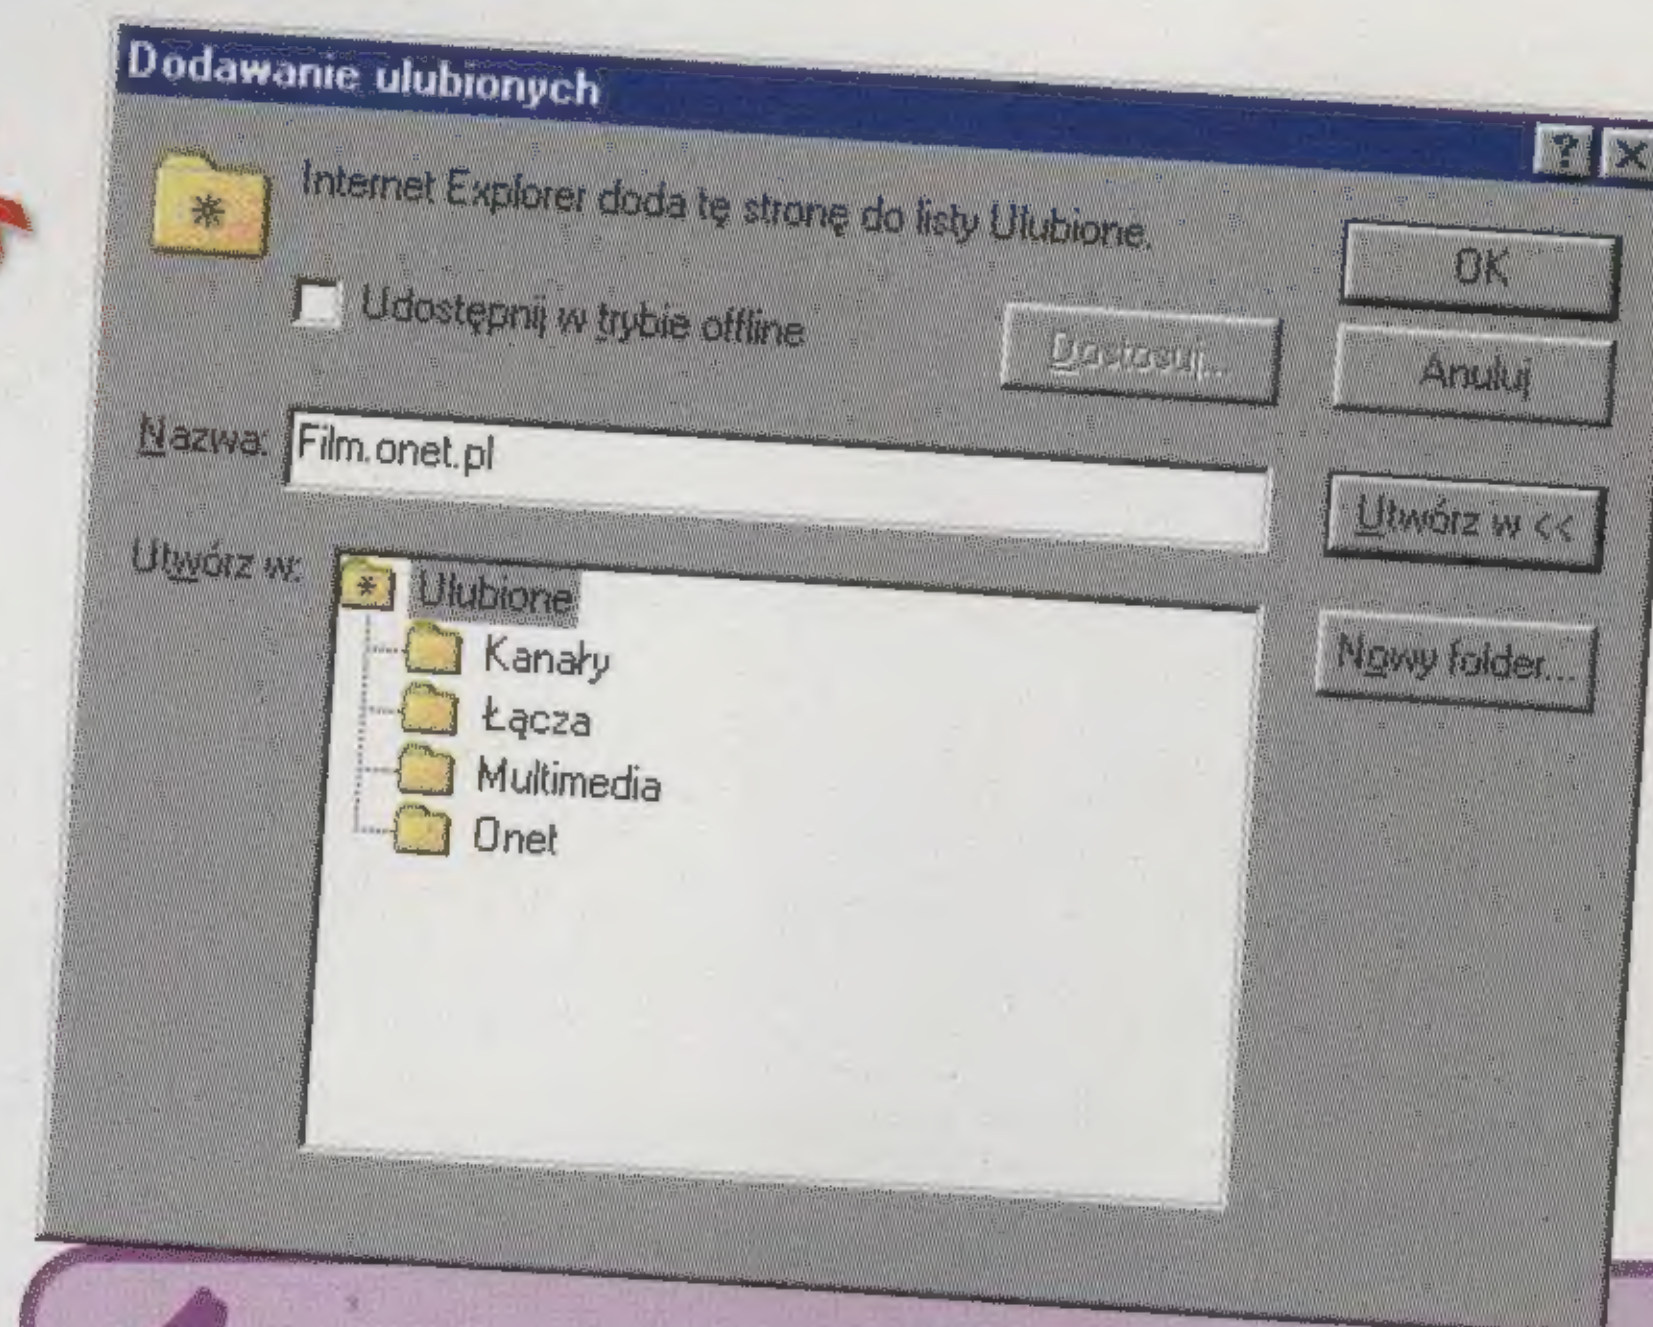 Dodawanie ulubionych
Internet Explorer doda tę stronę do listy Ulubione.
OK
Udostępnij w trybie offline
Dostosuj...
Anuluj
Nazwa: Film.onet.pl
Utwórz w <<
Utwórz w:
Ulubione
Nowy folder...
Kanały
Łącza
Multimedia
Onet